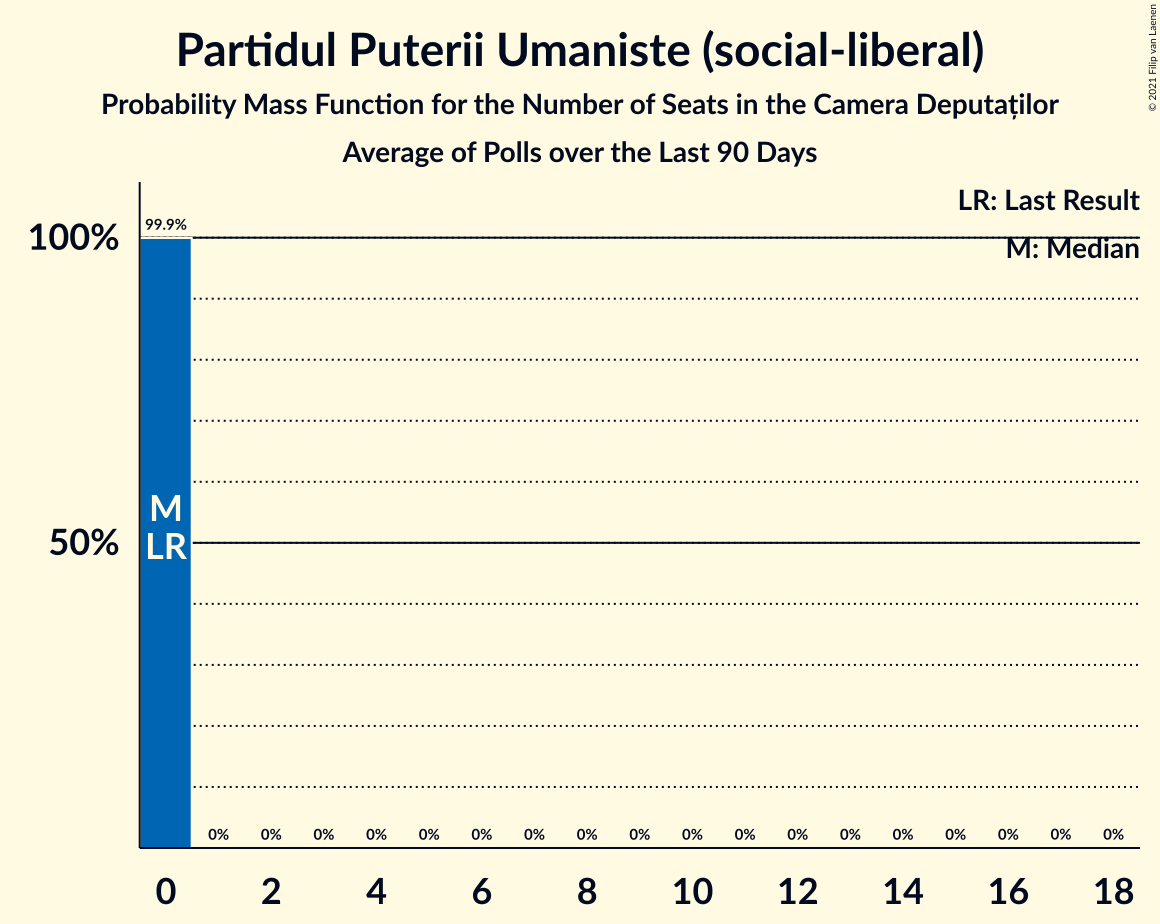 Partidul Puterii Umaniste (social-liberal)
Probability Mass Function for the Number of Seats in the Camera Deputaților
Average of Polls over the Last 90 Days
© 2021 Filip van Laenen
LR: Last Result
M: Median
99.9%
100%
50%
M
LR
0% 0% 0% 0% 0% 0% 0% 0% 0% 0% 0% 0% 0% 0% 0% 0% 0% 0%
0 2 4 6 8 10 12 14 16 18